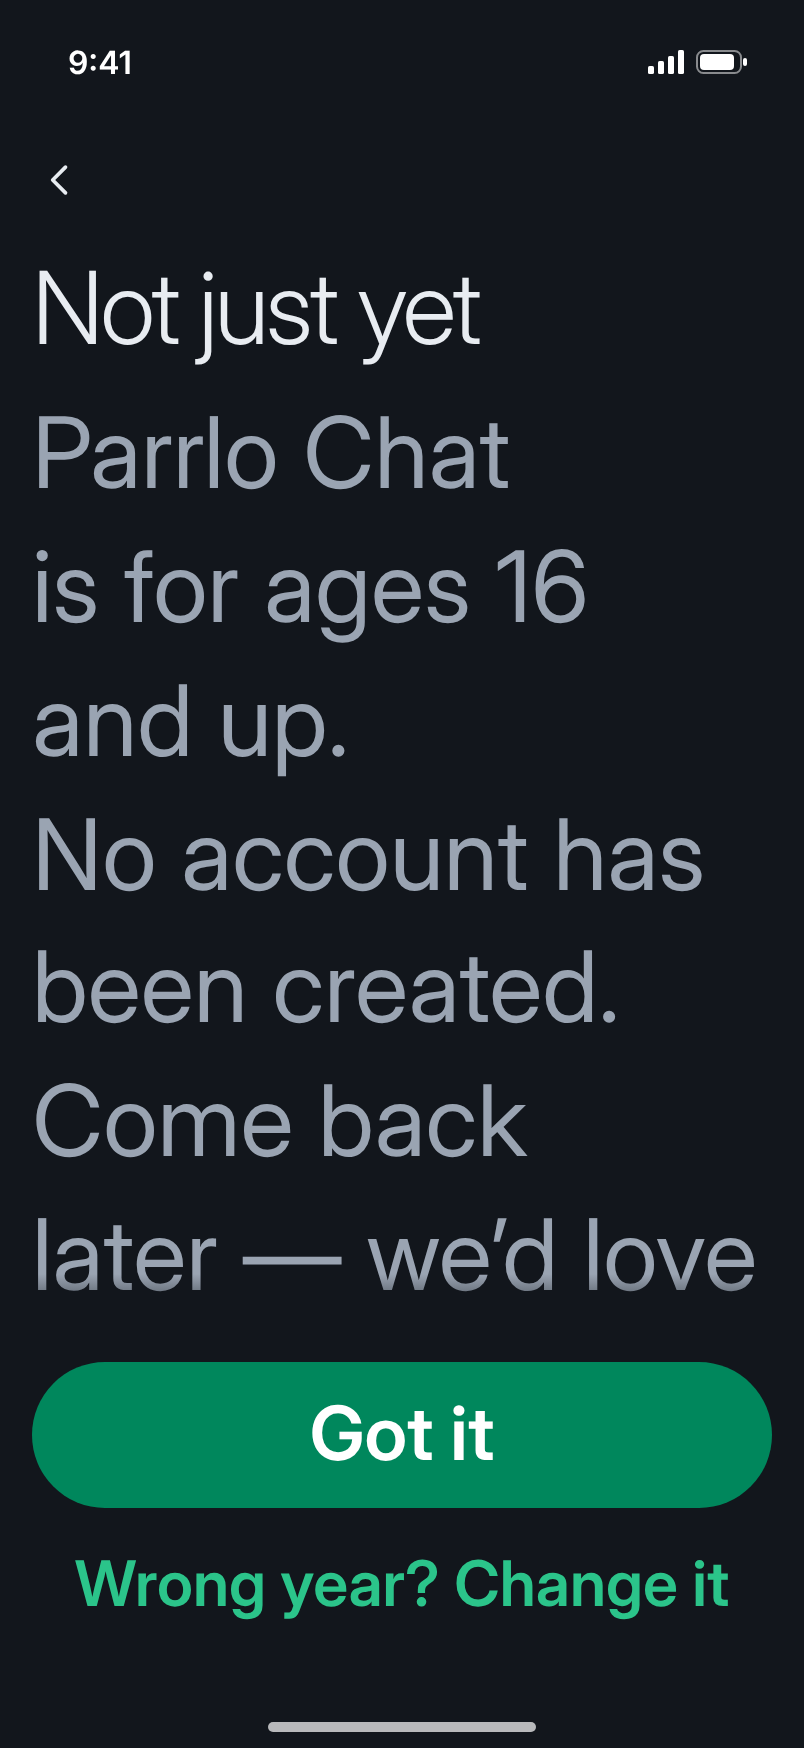 9:41
Not just yet
Parrlo Chat
is for ages 16
and up.
No account has
been created.
Come back
later — we’d love
Got it
Wrong year? Change it